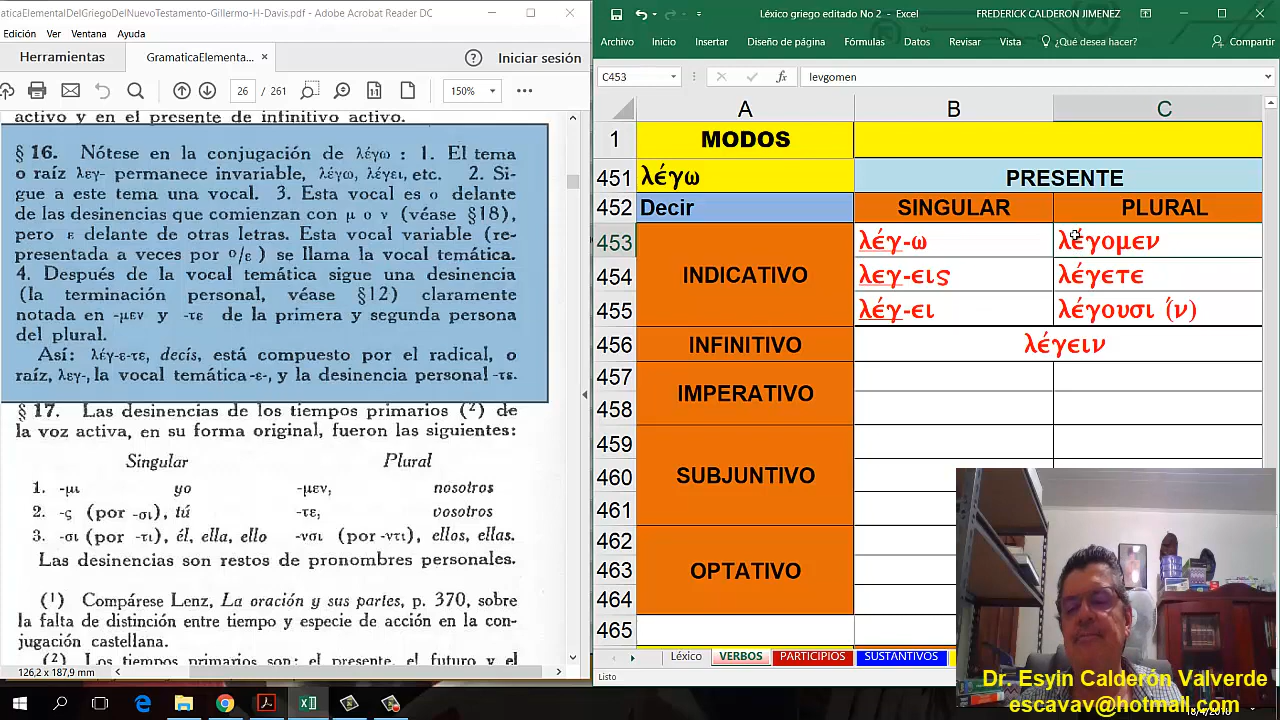 aticaElementalDelGriegoDelNuevoTestamento-Gillermo-H-Davis.pdf - Adobe Acrobat Reader DC
Edición Ver Ventana Ayuda
Herramientas GramaticaElementa... × Iniciar sesión
26 / 261 150%
activo y en el presente de infinitivo activo.
§ 16. Nótese en la conjugación de λέγω : 1. El tema
o raíz λεγ- permanece invariable, λέγω, λέγει, etc. 2. Si-
gue a este tema una vocal. 3. Esta vocal es ο delante
de las desinencias que comienzan con μ o ν (véase §18),
pero ε delante de otras letras. Esta vocal variable (re-
presentada a veces por ο/ε ) se llama la vocal temática.
4. Después de la vocal temática sigue una desinencia
(la terminación personal, véase §12) claramente
notada en -μεν y -τε de la primera y segunda persona
del plural.
Así: λέγ-ε-τε, decís, está compuesto por el radical, o
raíz, λεγ-, la vocal temática -ε-, y la desinencia personal -τε.
§ 17. Las desinencias de los tiempos primarios (2) de
la voz activa, en su forma original, fueron las siguientes:
Singular Plural
1. -μι yo -μεν, nosotros
2. -ς (por -σι) tú -τε, vosotros
3. -σι (por -τι) él, ella, ello -νσι (por -ντι), ellos, ellas.
Las desinencias son restos de pronombres personales.
(1) Compárese Lenz, La oración y sus partes, p. 370, sobre
la falta de distinción entre tiempo y especie de acción en la con-
jugación castellana.
(2) Los tiempos primarios son: el presente, el futuro y el
126,2 x 187,9 mm
Léxico griego editado No 2 - Excel FREDERICK CALDERON JIMENEZ
Archivo Inicio Insertar Diseño de página Fórmulas Datos Revisar Vista ¿Qué desea hacer? Compartir
C453 fx levgomen
A B C
1 MODOS
451 λέγω PRESENTE
452 Decir SINGULAR PLURAL
453 λέγ-ω λέγομεν
454 INDICATIVO λεγ-εις λέγετε
455 λέγ-ει λέγουσι (ν)
456 INFINITIVO λέγειν
457
IMPERATIVO
458
459
460 SUBJUNTIVO
461
462
463 OPTATIVO
464
465
Léxico VERBOS PARTICIPIOS SUSTANTIVOS
Listo
Dr. Esyin Calderón Valverde
escavav@hotmail.com